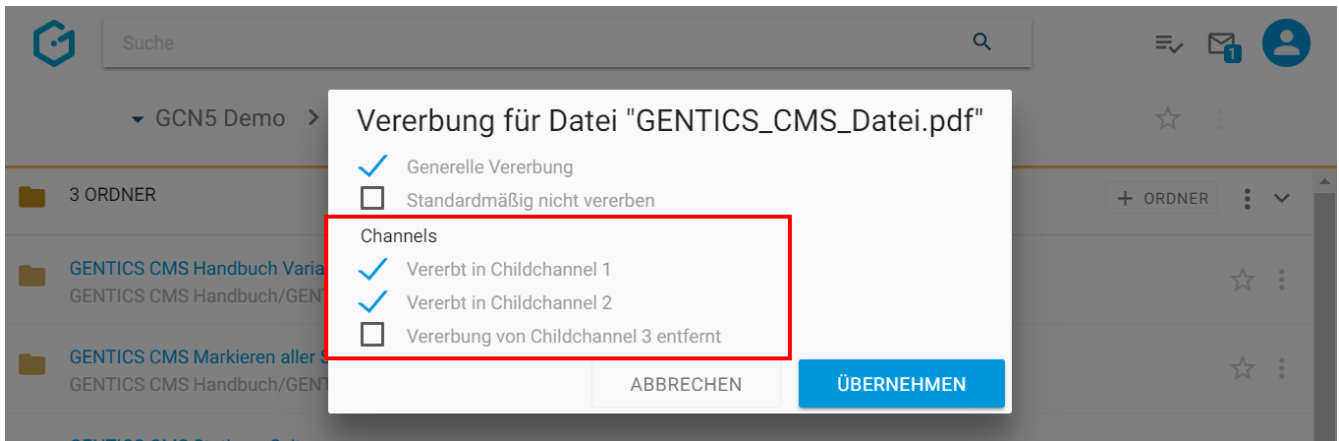 Suche
1
GCN5 Demo
Vererbung für Datei "GENTICS_CMS_Datei.pdf"
Generelle Vererbung
Standardmäßig nicht vererben
3 ORDNER
+ ORDNER
Channels
Vererbt in Childchannel 1
Vererbt in Childchannel 2
Vererbung von Childchannel 3 entfernt
GENTICS CMS Handbuch Varia
GENTICS CMS Handbuch/GENT
GENTICS CMS Markieren aller S
GENTICS CMS Handbuch/GENT
ABBRECHEN
ÜBERNEHMEN